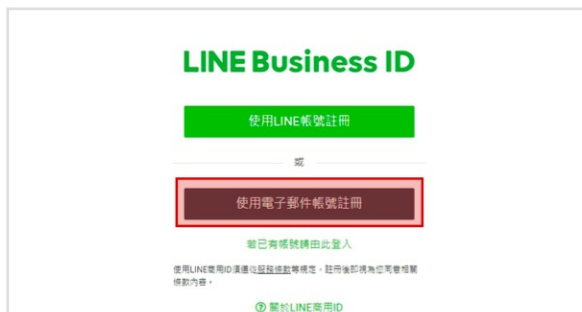 LINE Business ID
使用LINE帳號註冊
或
使用電子郵件帳號註冊
若已有帳號請由此登入
使用LINE商用ID須遵從服務條款等規定。註冊後即視為您同意相關
條款內容。
關於LINE商用ID